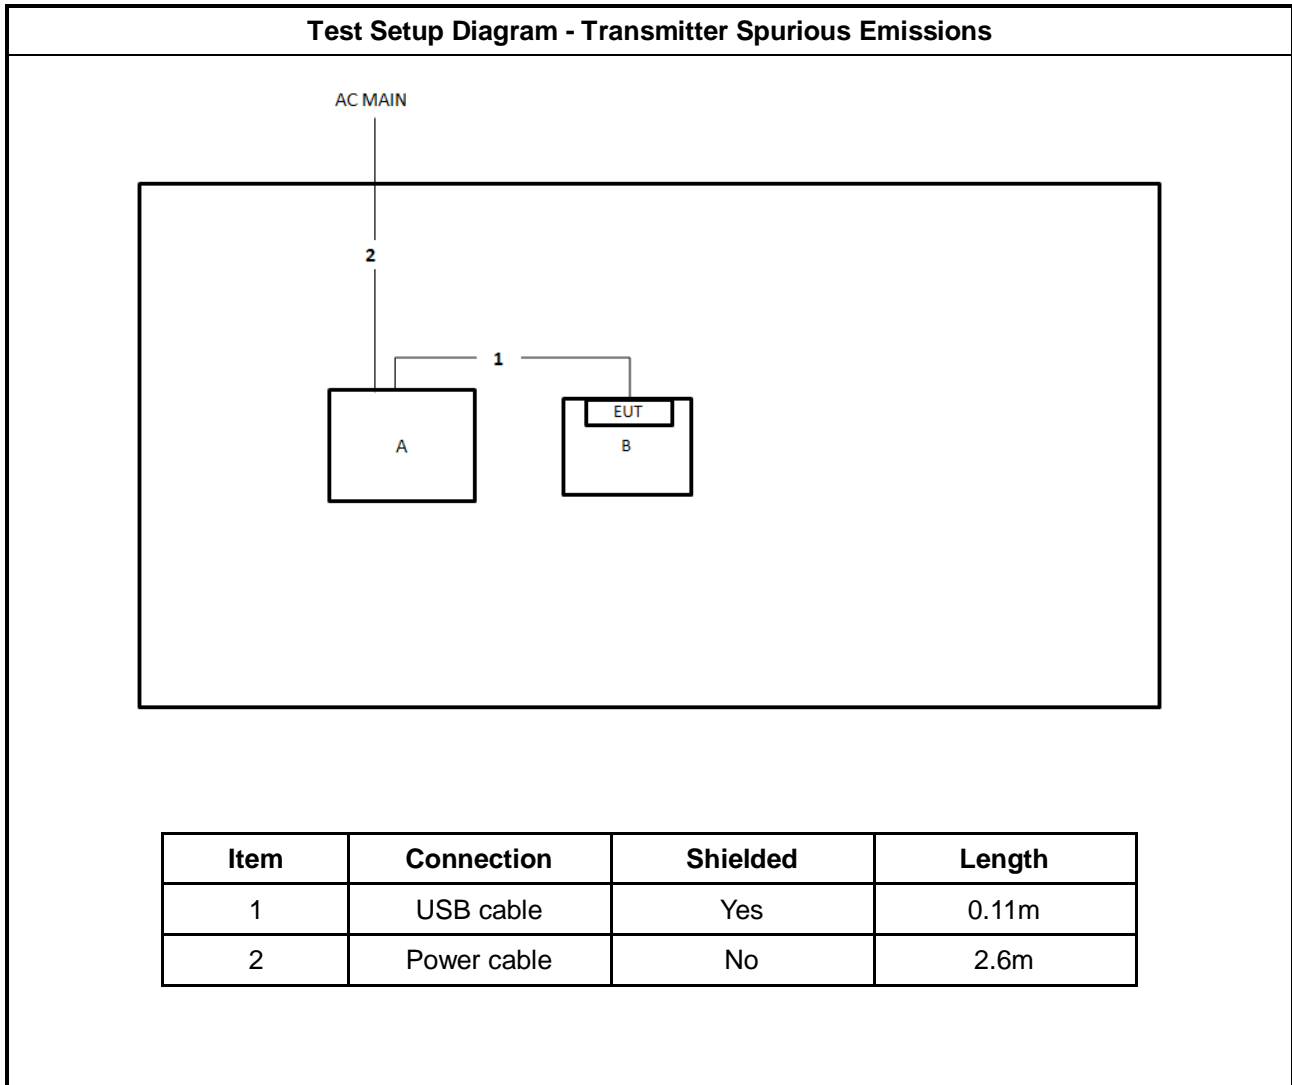 Test Setup Diagram - Transmitter Spurious Emissions
AC MAIN
2
1
EUT
A
B
Item Connection Shielded Length
1 USB cable Yes 0.11m
2 Power cable No 2.6m